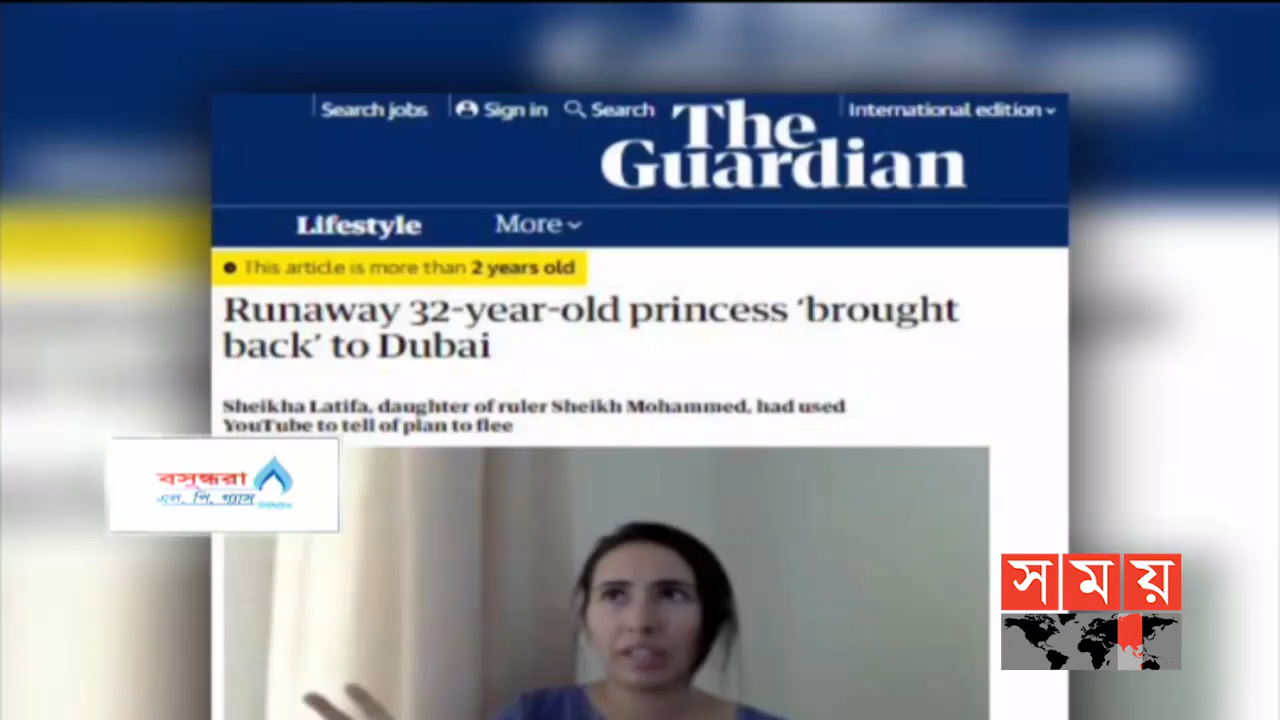 Search jobs
Sign in
Search
International edition
The
Guardian
Lifestyle
More
This article is more than 2 years old
Runaway 32-year-old princess ‘brought
back’ to Dubai
Sheikha Latifa, daughter of ruler Sheikh Mohammed, had used
YouTube to tell of plan to flee
বসুন্ধরা
এল. পি. গ্যাস
সময়